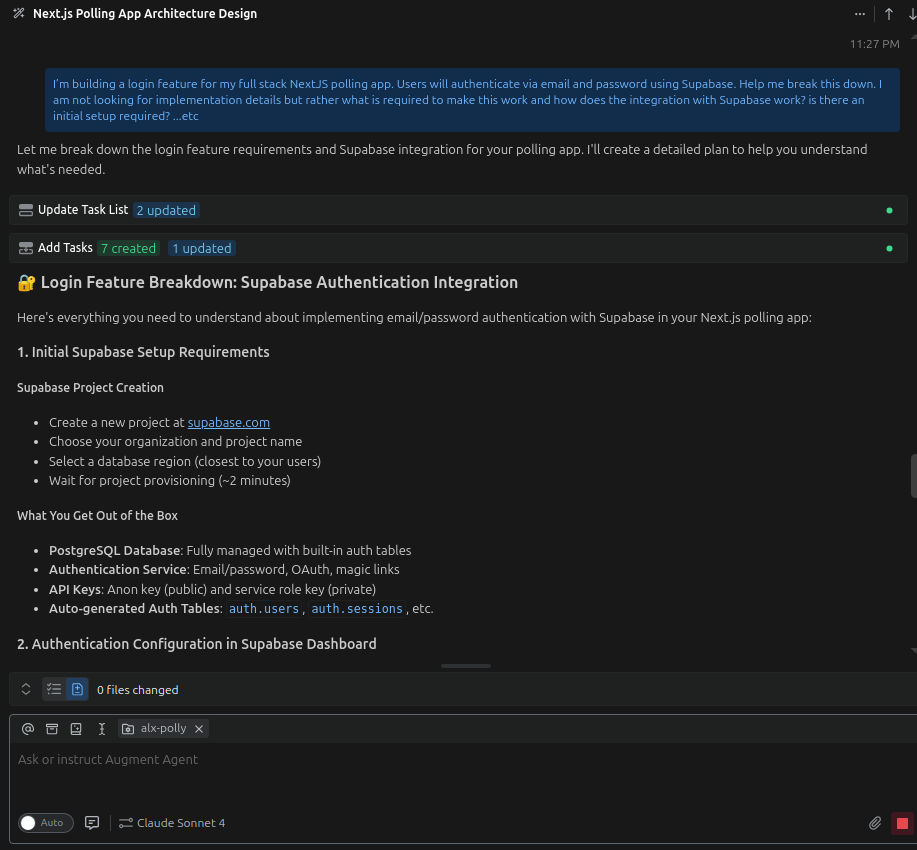 Next.js Polling App Architecture Design
11:27 PM
I'm building a login feature for my full stack NextJS polling app. Users will authenticate via email and password using Supabase. Help me break this down. I
am not looking for implementation details but rather what is required to make this work and how does the integration with Supabase work? is there an
initial setup required? ...etc
Let me break down the login feature requirements and Supabase integration for your polling app. I'll create a detailed plan to help you understand
what's needed.
Update Task List 2 updated
Add Tasks 7 created 1 updated
🔐 Login Feature Breakdown: Supabase Authentication Integration
Here's everything you need to understand about implementing email/password authentication with Supabase in your Next.js polling app:
1. Initial Supabase Setup Requirements
Supabase Project Creation
• Create a new project at supabase.com
• Choose your organization and project name
• Select a database region (closest to your users)
• Wait for project provisioning (~2 minutes)
What You Get Out of the Box
• PostgreSQL Database: Fully managed with built-in auth tables
• Authentication Service: Email/password, OAuth, magic links
• API Keys: Anon key (public) and service role key (private)
• Auto-generated Auth Tables: auth.users, auth.sessions, etc.
2. Authentication Configuration in Supabase Dashboard
0 files changed
@ alx-polly
Ask or instruct Augment Agent
Auto Claude Sonnet 4